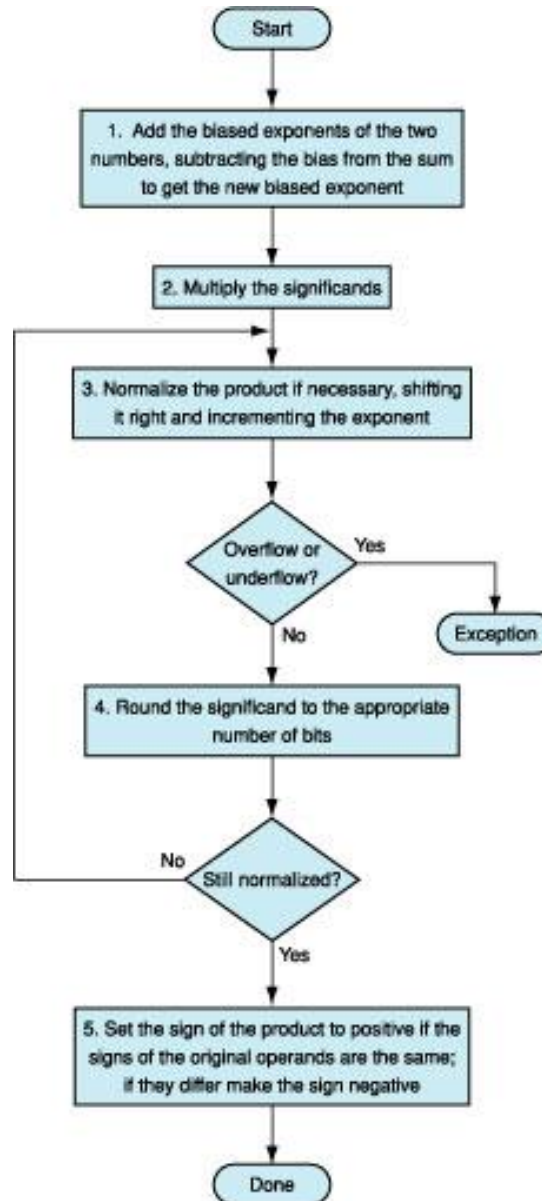 Start
1. Add the biased exponents of the two
numbers, subtracting the bias from the sum
to get the new biased exponent
2. Multiply the significands
3. Normalize the product if necessary, shifting
it right and incrementing the exponent
Overflow or
underflow?
Yes
Exception
No
4. Round the significand to the appropriate
number of bits
No
Still normalized?
Yes
5. Set the sign of the product to positive if the
signs of the original operands are the same;
if they differ make the sign negative
Done